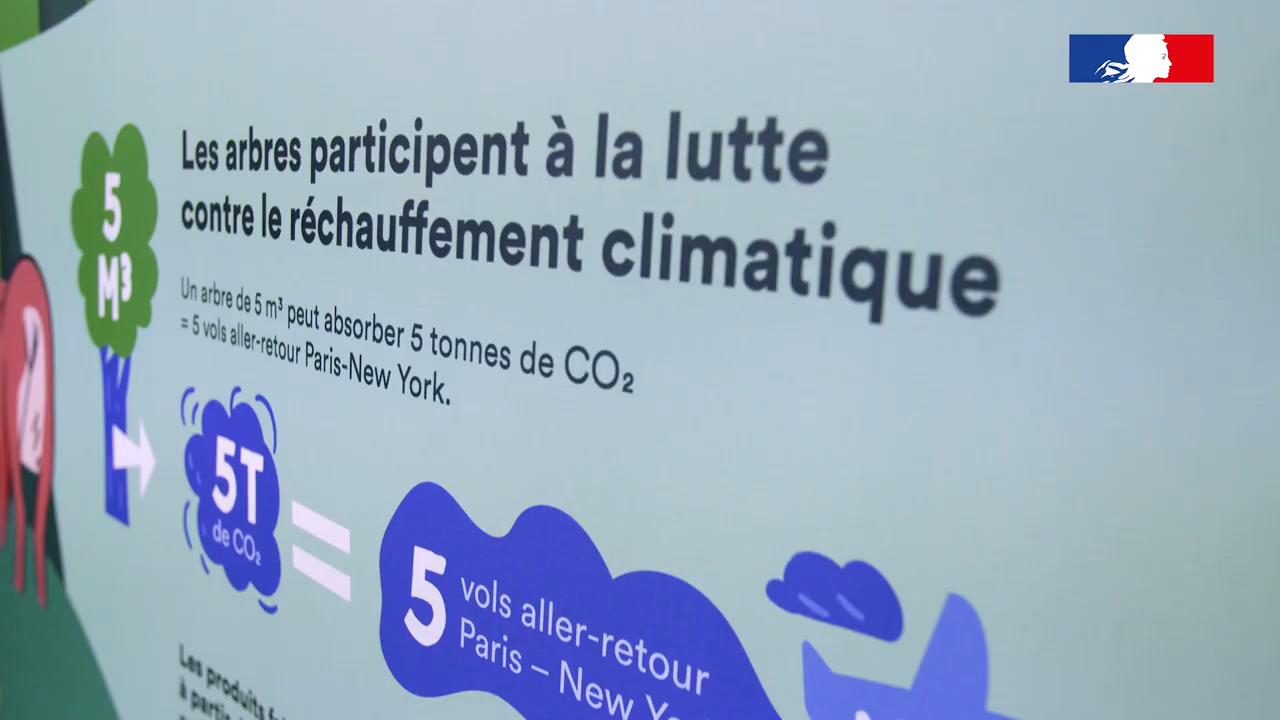 Les arbres participent à la lutte
contre le réchauffement climatique
5
M³
Un arbre de 5 m³ peut absorber 5 tonnes de CO₂
= 5 vols aller-retour Paris-New York.
5T
de CO₂
=
5
vols aller-retour
Paris – New
Les produits
à partir